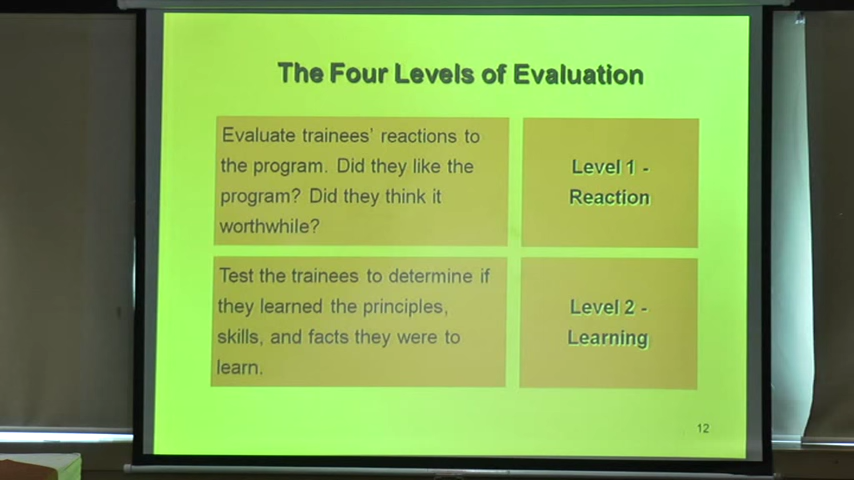 The Four Levels of Evaluation
Evaluate trainees' reactions to
the program. Did they like the
program? Did they think it
worthwhile?
Level 1 -
Reaction
Test the trainees to determine if
they learned the principles,
skills, and facts they were to
learn.
Level 2 -
Learning
12